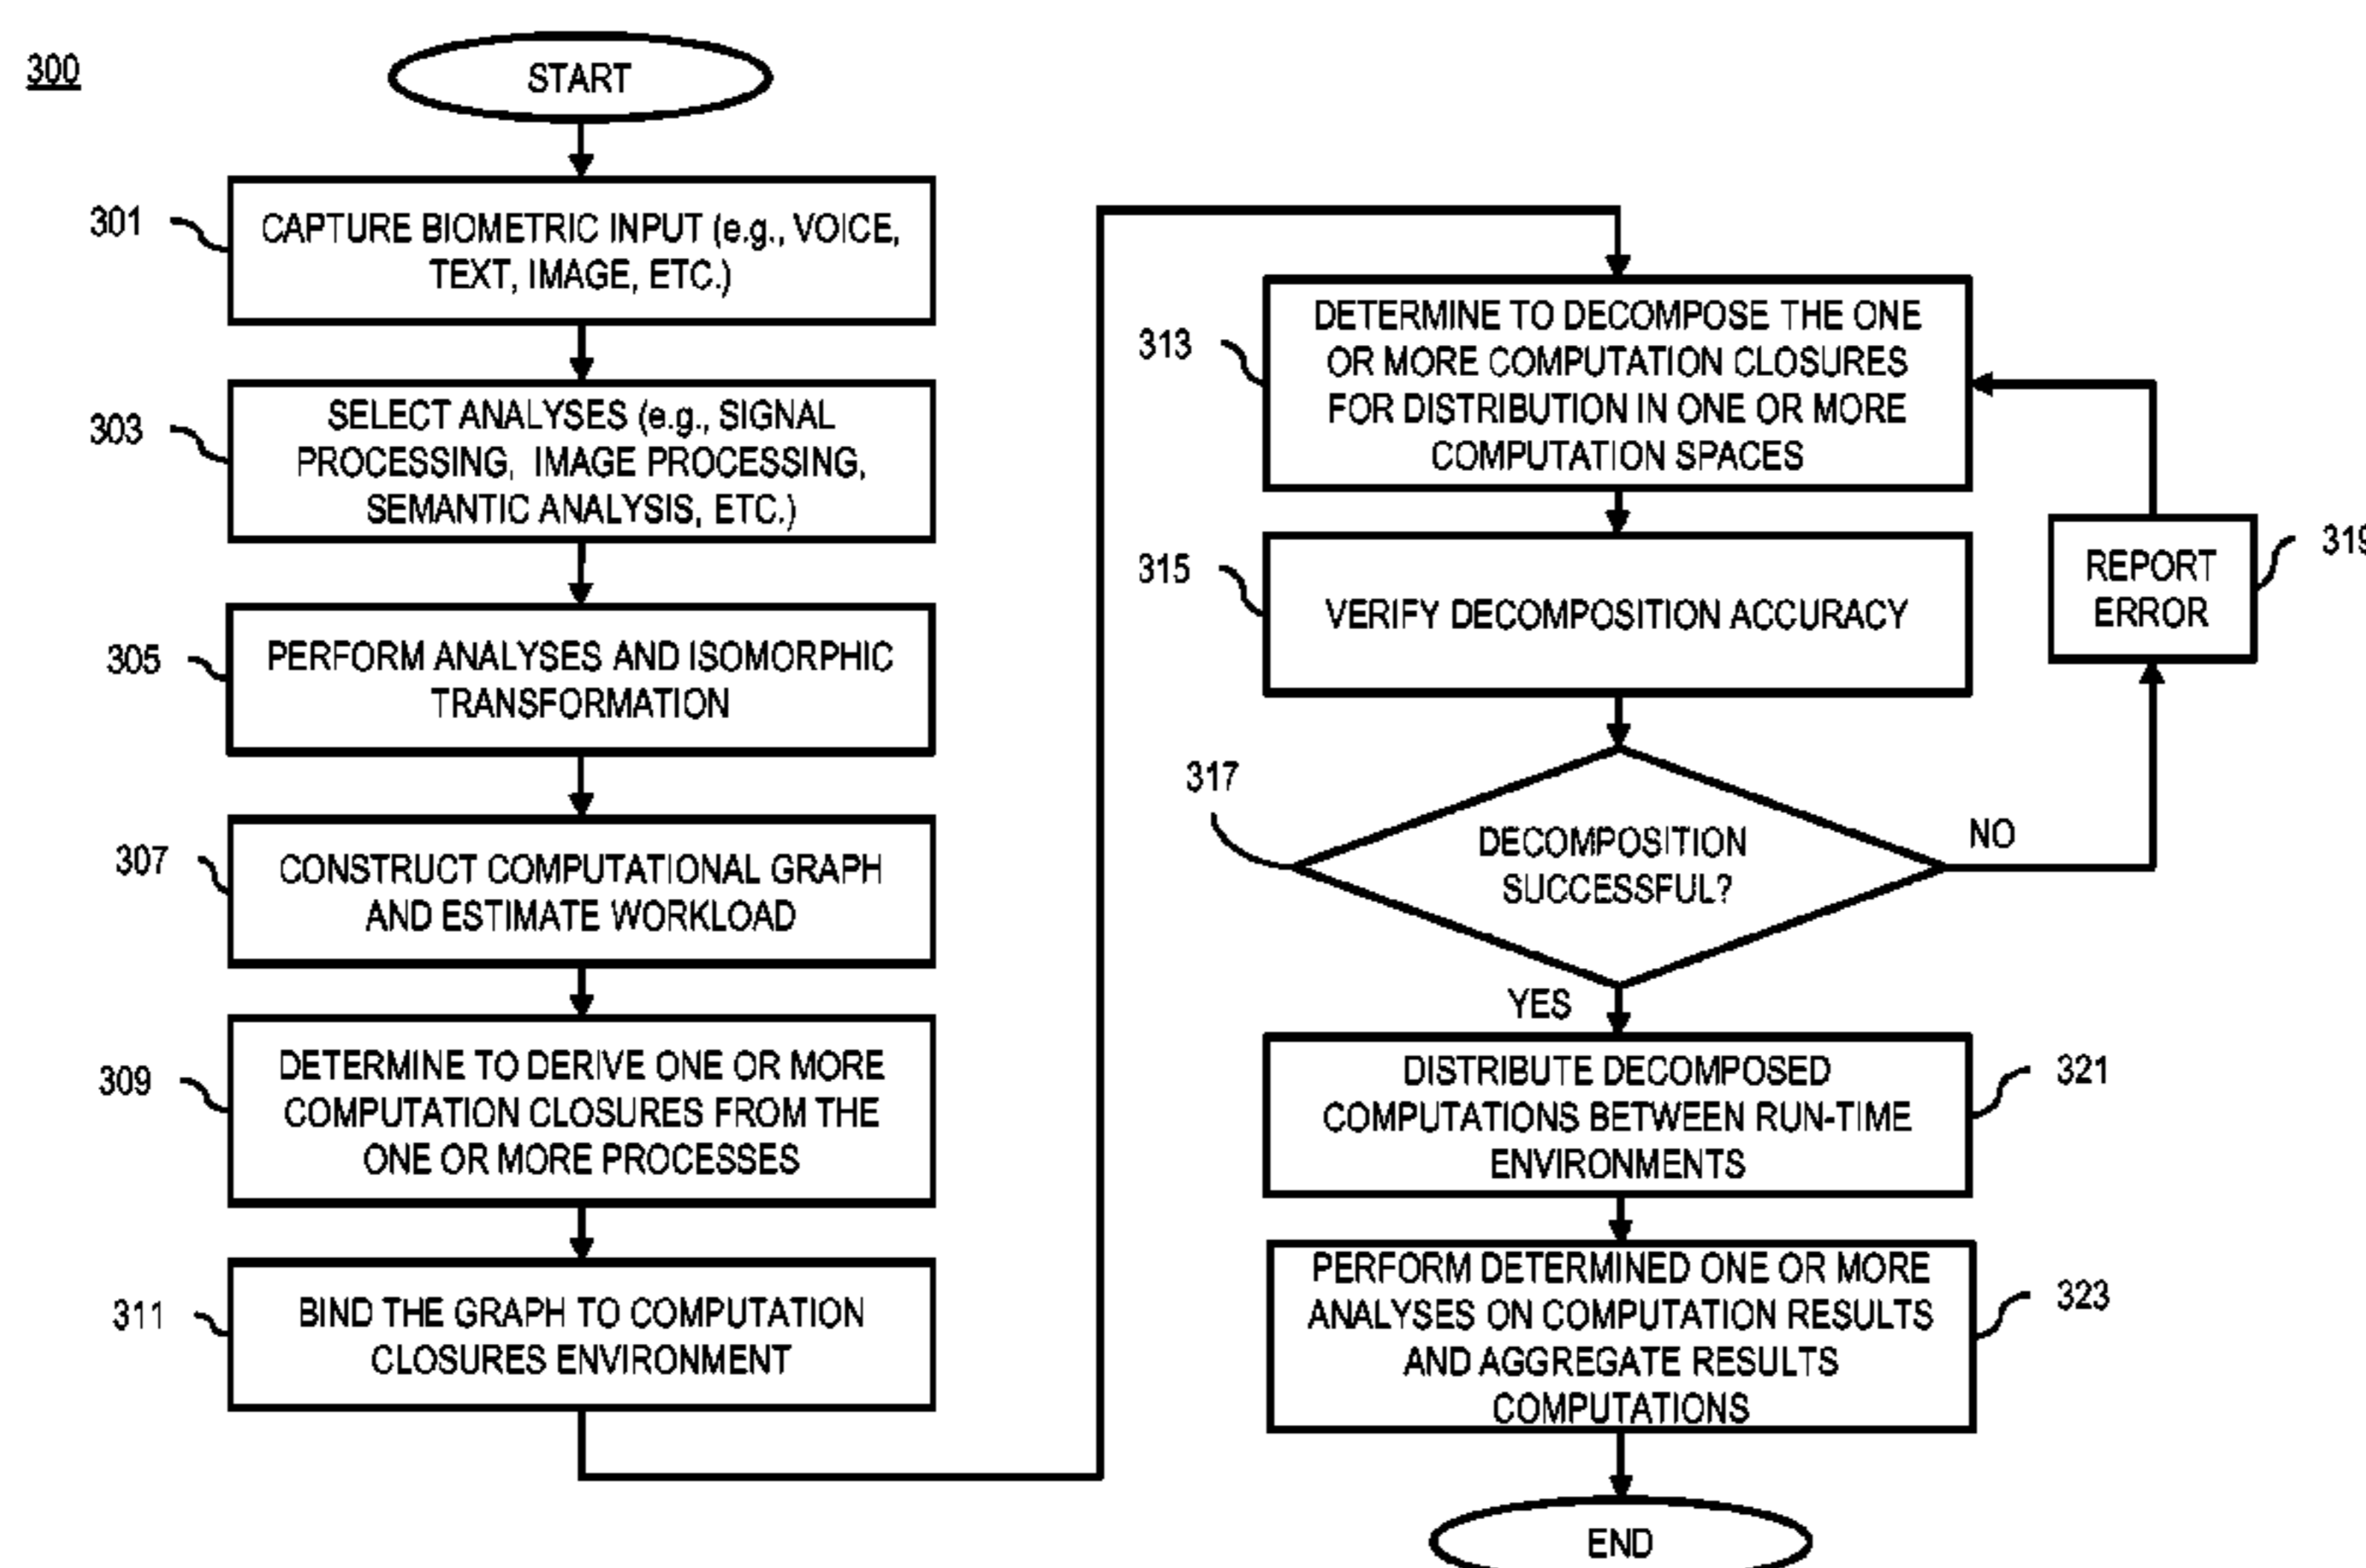 300
START
301
CAPTURE BIOMETRIC INPUT (e.g., VOICE,
TEXT, IMAGE, ETC.)
303
SELECT ANALYSES (e.g., SIGNAL
PROCESSING, IMAGE PROCESSING,
SEMANTIC ANALYSIS, ETC.)
305
PERFORM ANALYSES AND ISOMORPHIC
TRANSFORMATION
307
CONSTRUCT COMPUTATIONAL GRAPH
AND ESTIMATE WORKLOAD
309
DETERMINE TO DERIVE ONE OR MORE
COMPUTATION CLOSURES FROM THE
ONE OR MORE PROCESSES
311
BIND THE GRAPH TO COMPUTATION
CLOSURES ENVIRONMENT
313
DETERMINE TO DECOMPOSE THE ONE
OR MORE COMPUTATION CLOSURES
FOR DISTRIBUTION IN ONE OR MORE
COMPUTATION SPACES
315
VERIFY DECOMPOSITION ACCURACY
317
DECOMPOSITION
SUCCESSFUL?
NO
REPORT
ERROR
319
YES
DISTRIBUTE DECOMPOSED
COMPUTATIONS BETWEEN RUN-TIME
ENVIRONMENTS
321
PERFORM DETERMINED ONE OR MORE
ANALYSES ON COMPUTATION RESULTS
AND AGGREGATE RESULTS
COMPUTATIONS
323
END